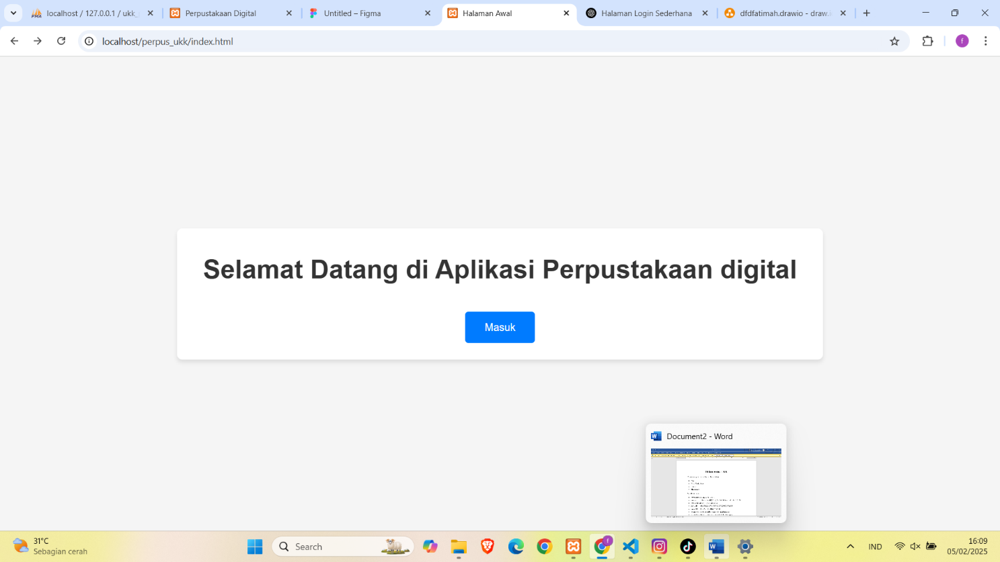 localhost / 127.0.0.1 / ukk_
Perpustakaan Digital
Untitled – Figma
Halaman Awal
Halaman Login Sederhana
dfdfatimah.drawio - draw.i
localhost/perpus_ukk/index.html
f
Selamat Datang di Aplikasi Perpustakaan digital
Masuk
Document2 - Word
31°C
Sebagian cerah
Search
f
IND
16:09
05/02/2025